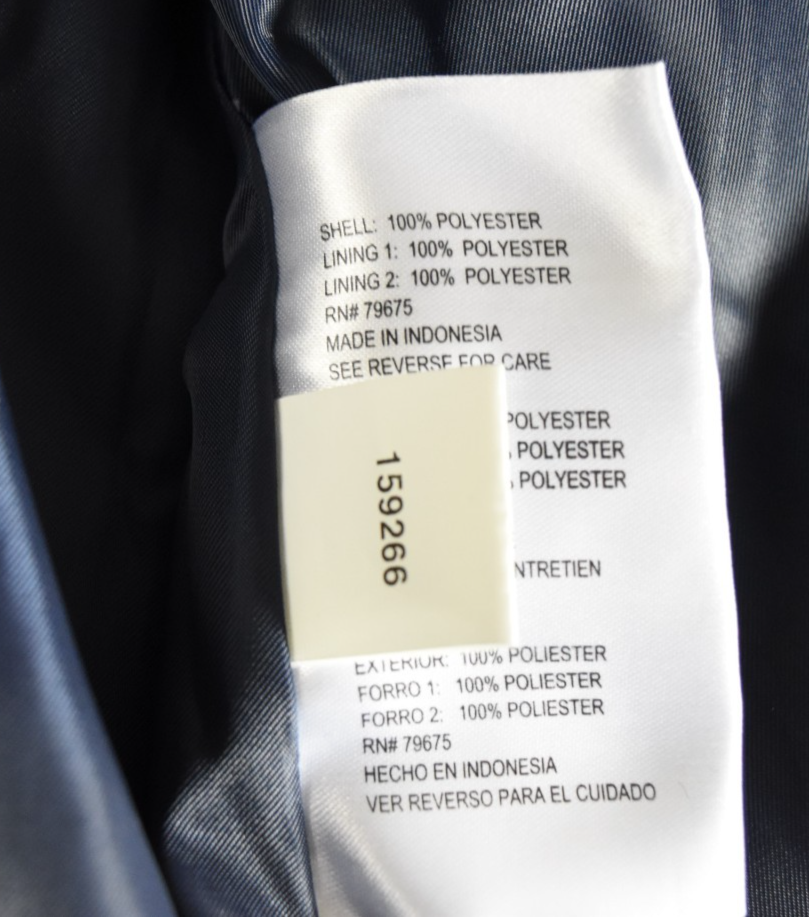 SHELL: 100% POLYESTER
LINING 1: 100% POLYESTER
LINING 2: 100% POLYESTER
RN# 79675
MADE IN INDONESIA
SEE REVERSE FOR CARE
POLYESTER
POLYESTER
POLYESTER
NTRETIEN
159266
EXTERIOR: 100% POLIESTER
FORRO 1: 100% POLIESTER
FORRO 2: 100% POLIESTER
RN# 79675
HECHO EN INDONESIA
VER REVERSO PARA EL CUIDADO